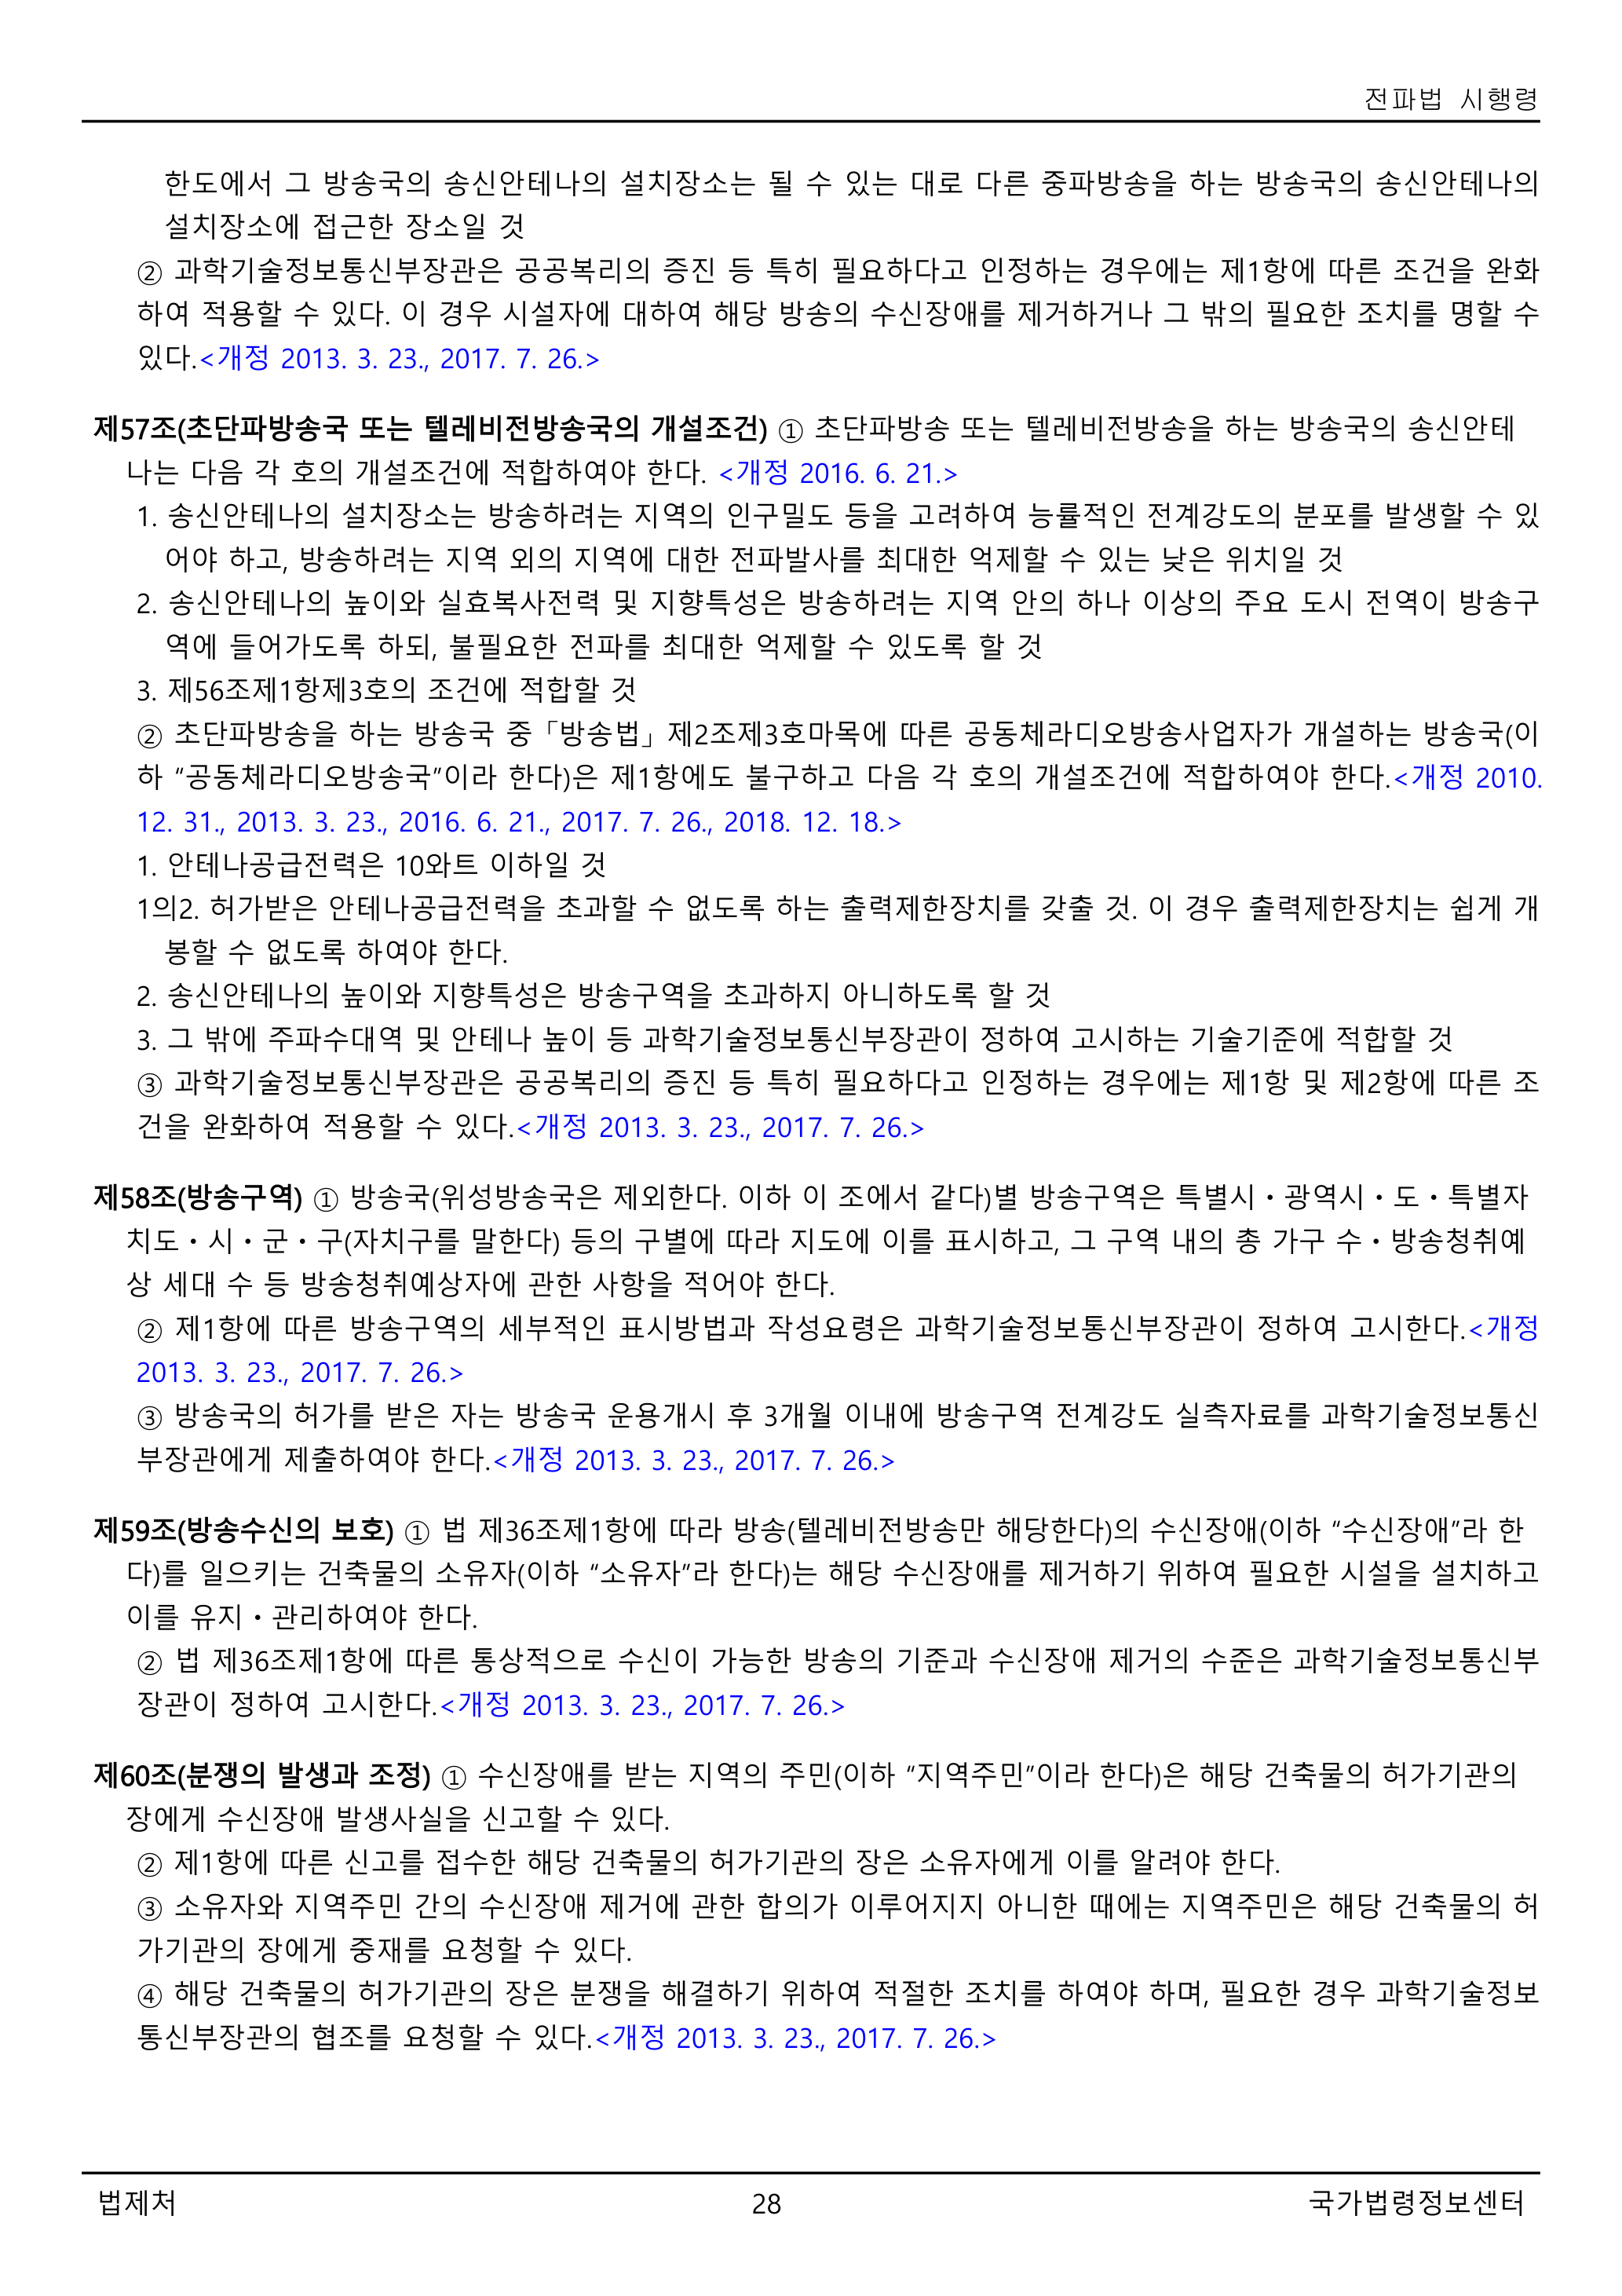 전파법 시행령
한도에서 그 방송국의 송신안테나의 설치장소는 될 수 있는 대로 다른 중파방송을 하는 방송국의 송신안테나의
설치장소에 접근한 장소일 것
② 과학기술정보통신부장관은 공공복리의 증진 등 특히 필요하다고 인정하는 경우에는 제1항에 따른 조건을 완화
하여 적용할 수 있다. 이 경우 시설자에 대하여 해당 방송의 수신장애를 제거하거나 그 밖의 필요한 조치를 명할 수
있다.<개정 2013. 3. 23., 2017. 7. 26.>
제57조(초단파방송국 또는 텔레비전방송국의 개설조건) ① 초단파방송 또는 텔레비전방송을 하는 방송국의 송신안테
나는 다음 각 호의 개설조건에 적합하여야 한다. <개정 2016. 6. 21.>
1. 송신안테나의 설치장소는 방송하려는 지역의 인구밀도 등을 고려하여 능률적인 전계강도의 분포를 발생할 수 있
어야 하고, 방송하려는 지역 외의 지역에 대한 전파발사를 최대한 억제할 수 있는 낮은 위치일 것
2. 송신안테나의 높이와 실효복사전력 및 지향특성은 방송하려는 지역 안의 하나 이상의 주요 도시 전역이 방송구
역에 들어가도록 하되, 불필요한 전파를 최대한 억제할 수 있도록 할 것
3. 제56조제1항제3호의 조건에 적합할 것
② 초단파방송을 하는 방송국 중「방송법」제2조제3호마목에 따른 공동체라디오방송사업자가 개설하는 방송국(이
하 “공동체라디오방송국”이라 한다)은 제1항에도 불구하고 다음 각 호의 개설조건에 적합하여야 한다.<개정 2010.
12. 31., 2013. 3. 23., 2016. 6. 21., 2017. 7. 26., 2018. 12. 18.>
1. 안테나공급전력은 10와트 이하일 것
1의2. 허가받은 안테나공급전력을 초과할 수 없도록 하는 출력제한장치를 갖출 것. 이 경우 출력제한장치는 쉽게 개
봉할 수 없도록 하여야 한다.
2. 송신안테나의 높이와 지향특성은 방송구역을 초과하지 아니하도록 할 것
3. 그 밖에 주파수대역 및 안테나 높이 등 과학기술정보통신부장관이 정하여 고시하는 기술기준에 적합할 것
③ 과학기술정보통신부장관은 공공복리의 증진 등 특히 필요하다고 인정하는 경우에는 제1항 및 제2항에 따른 조
건을 완화하여 적용할 수 있다.<개정 2013. 3. 23., 2017. 7. 26.>
제58조(방송구역) ① 방송국(위성방송국은 제외한다. 이하 이 조에서 같다)별 방송구역은 특별시ㆍ광역시ㆍ도ㆍ특별자
치도ㆍ시ㆍ군ㆍ구(자치구를 말한다) 등의 구별에 따라 지도에 이를 표시하고, 그 구역 내의 총 가구 수ㆍ방송청취예
상 세대 수 등 방송청취예상자에 관한 사항을 적어야 한다.
② 제1항에 따른 방송구역의 세부적인 표시방법과 작성요령은 과학기술정보통신부장관이 정하여 고시한다.<개정
2013. 3. 23., 2017. 7. 26.>
③ 방송국의 허가를 받은 자는 방송국 운용개시 후 3개월 이내에 방송구역 전계강도 실측자료를 과학기술정보통신
부장관에게 제출하여야 한다.<개정 2013. 3. 23., 2017. 7. 26.>
제59조(방송수신의 보호) ① 법 제36조제1항에 따라 방송(텔레비전방송만 해당한다)의 수신장애(이하 “수신장애”라 한
다)를 일으키는 건축물의 소유자(이하 “소유자”라 한다)는 해당 수신장애를 제거하기 위하여 필요한 시설을 설치하고
이를 유지ㆍ관리하여야 한다.
② 법 제36조제1항에 따른 통상적으로 수신이 가능한 방송의 기준과 수신장애 제거의 수준은 과학기술정보통신부
장관이 정하여 고시한다.<개정 2013. 3. 23., 2017. 7. 26.>
제60조(분쟁의 발생과 조정) ① 수신장애를 받는 지역의 주민(이하 “지역주민”이라 한다)은 해당 건축물의 허가기관의
장에게 수신장애 발생사실을 신고할 수 있다.
② 제1항에 따른 신고를 접수한 해당 건축물의 허가기관의 장은 소유자에게 이를 알려야 한다.
③ 소유자와 지역주민 간의 수신장애 제거에 관한 합의가 이루어지지 아니한 때에는 지역주민은 해당 건축물의 허
가기관의 장에게 중재를 요청할 수 있다.
④ 해당 건축물의 허가기관의 장은 분쟁을 해결하기 위하여 적절한 조치를 하여야 하며, 필요한 경우 과학기술정보
통신부장관의 협조를 요청할 수 있다.<개정 2013. 3. 23., 2017. 7. 26.>
법제처 28 국가법령정보센터